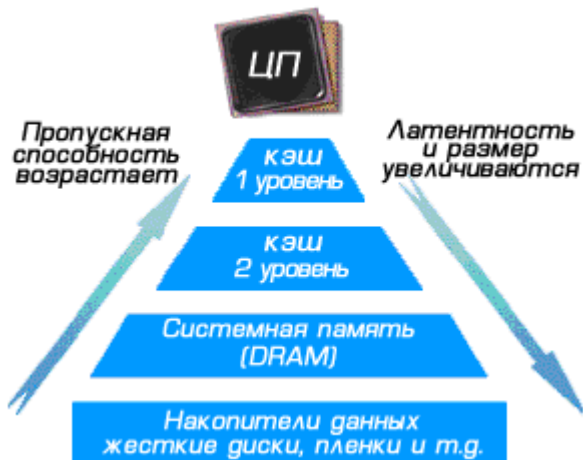 ЦП
Пропускная
способность
возрастает
Латентность
и размер
увеличиваются
кэш
1 уровень
кэш
2 уровень
Системная память
(DRAM)
Накопители данных
жесткие диски, пленки и т.д.